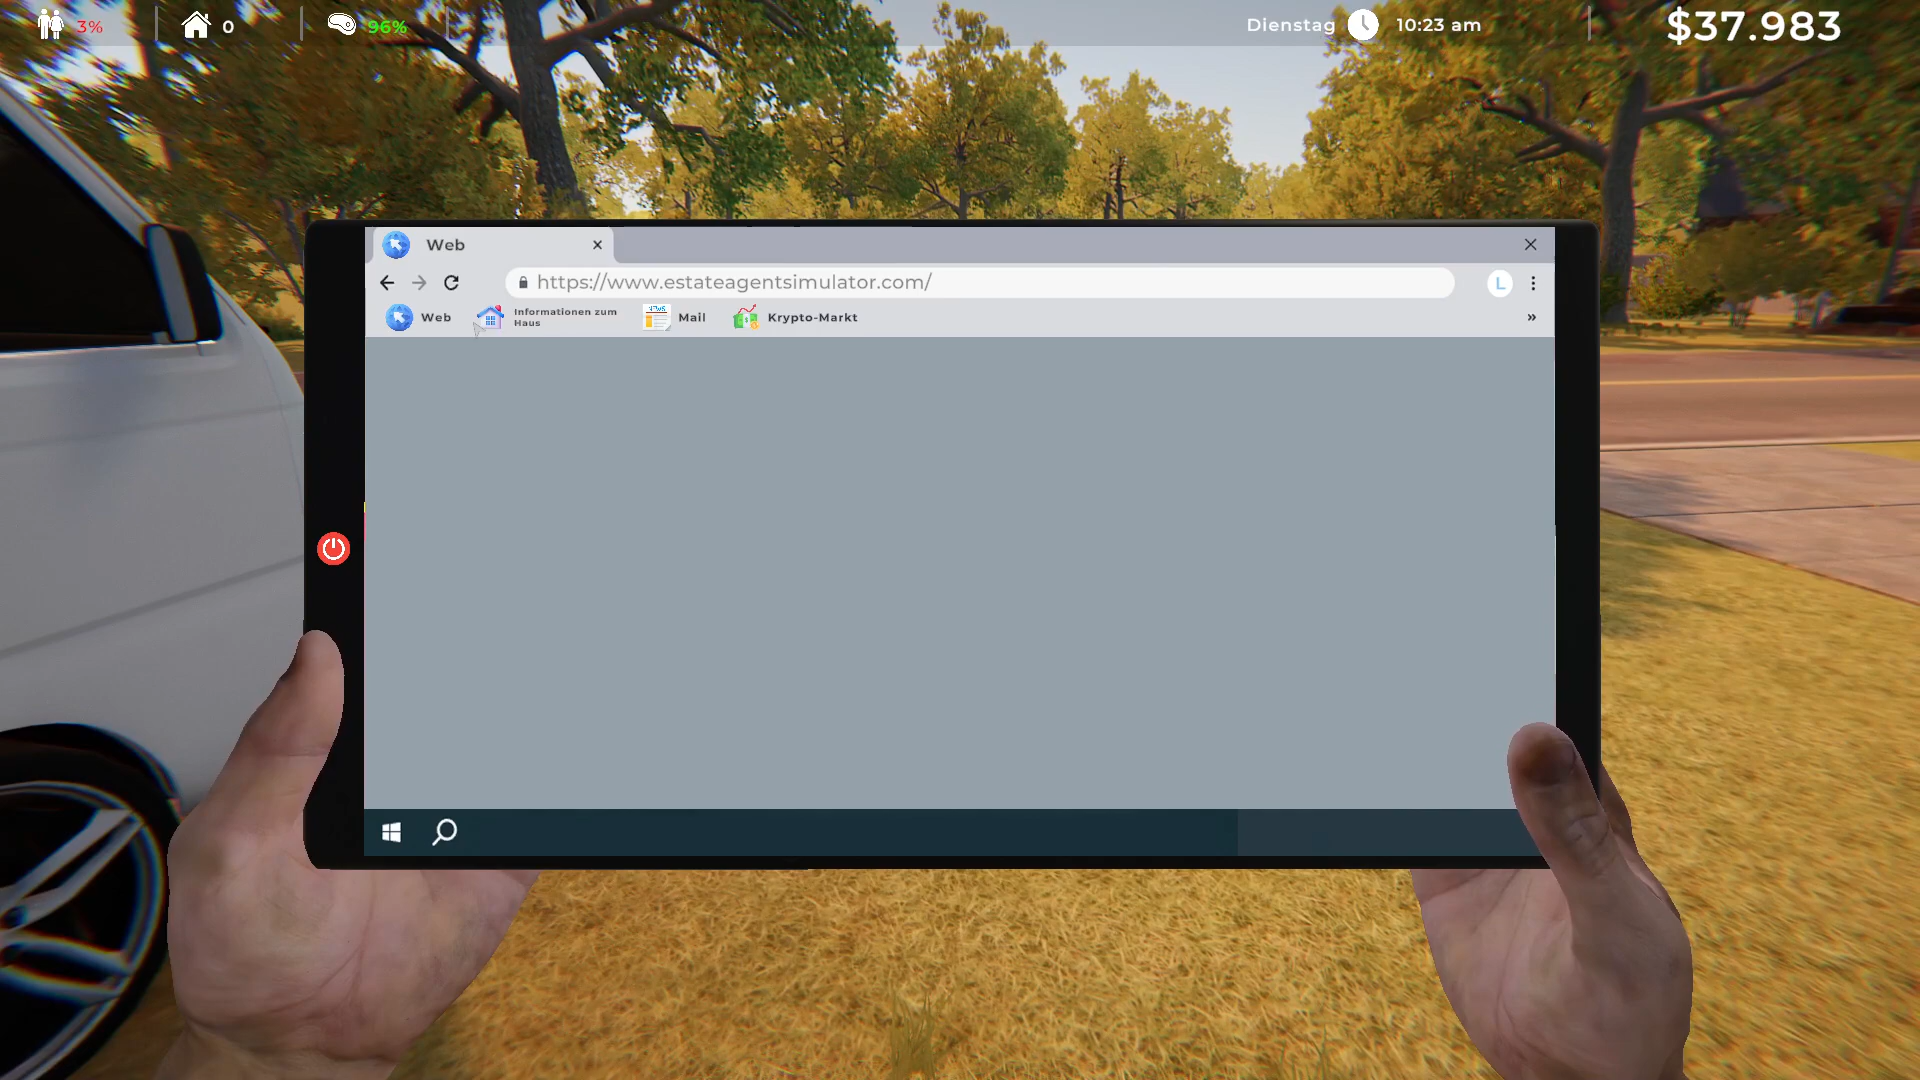 3%
0
96%
Dienstag
10:23 am
$37.983
Web
https://www.estateagentsimulator.com/
L
Web
Informationen zum
Haus
Mail
Krypto-Markt
»